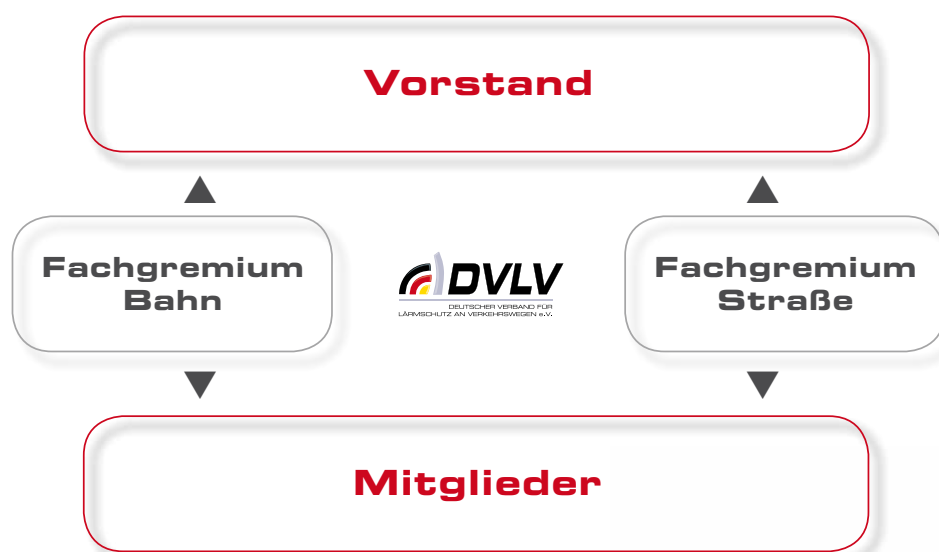 Vorstand
Fachgremium
Bahn
DVLV
DEUTSCHER VERBAND FÜR
LÄRMSCHUTZ AN VERKEHRSWEGEN e.V.
Fachgremium
Straße
Mitglieder